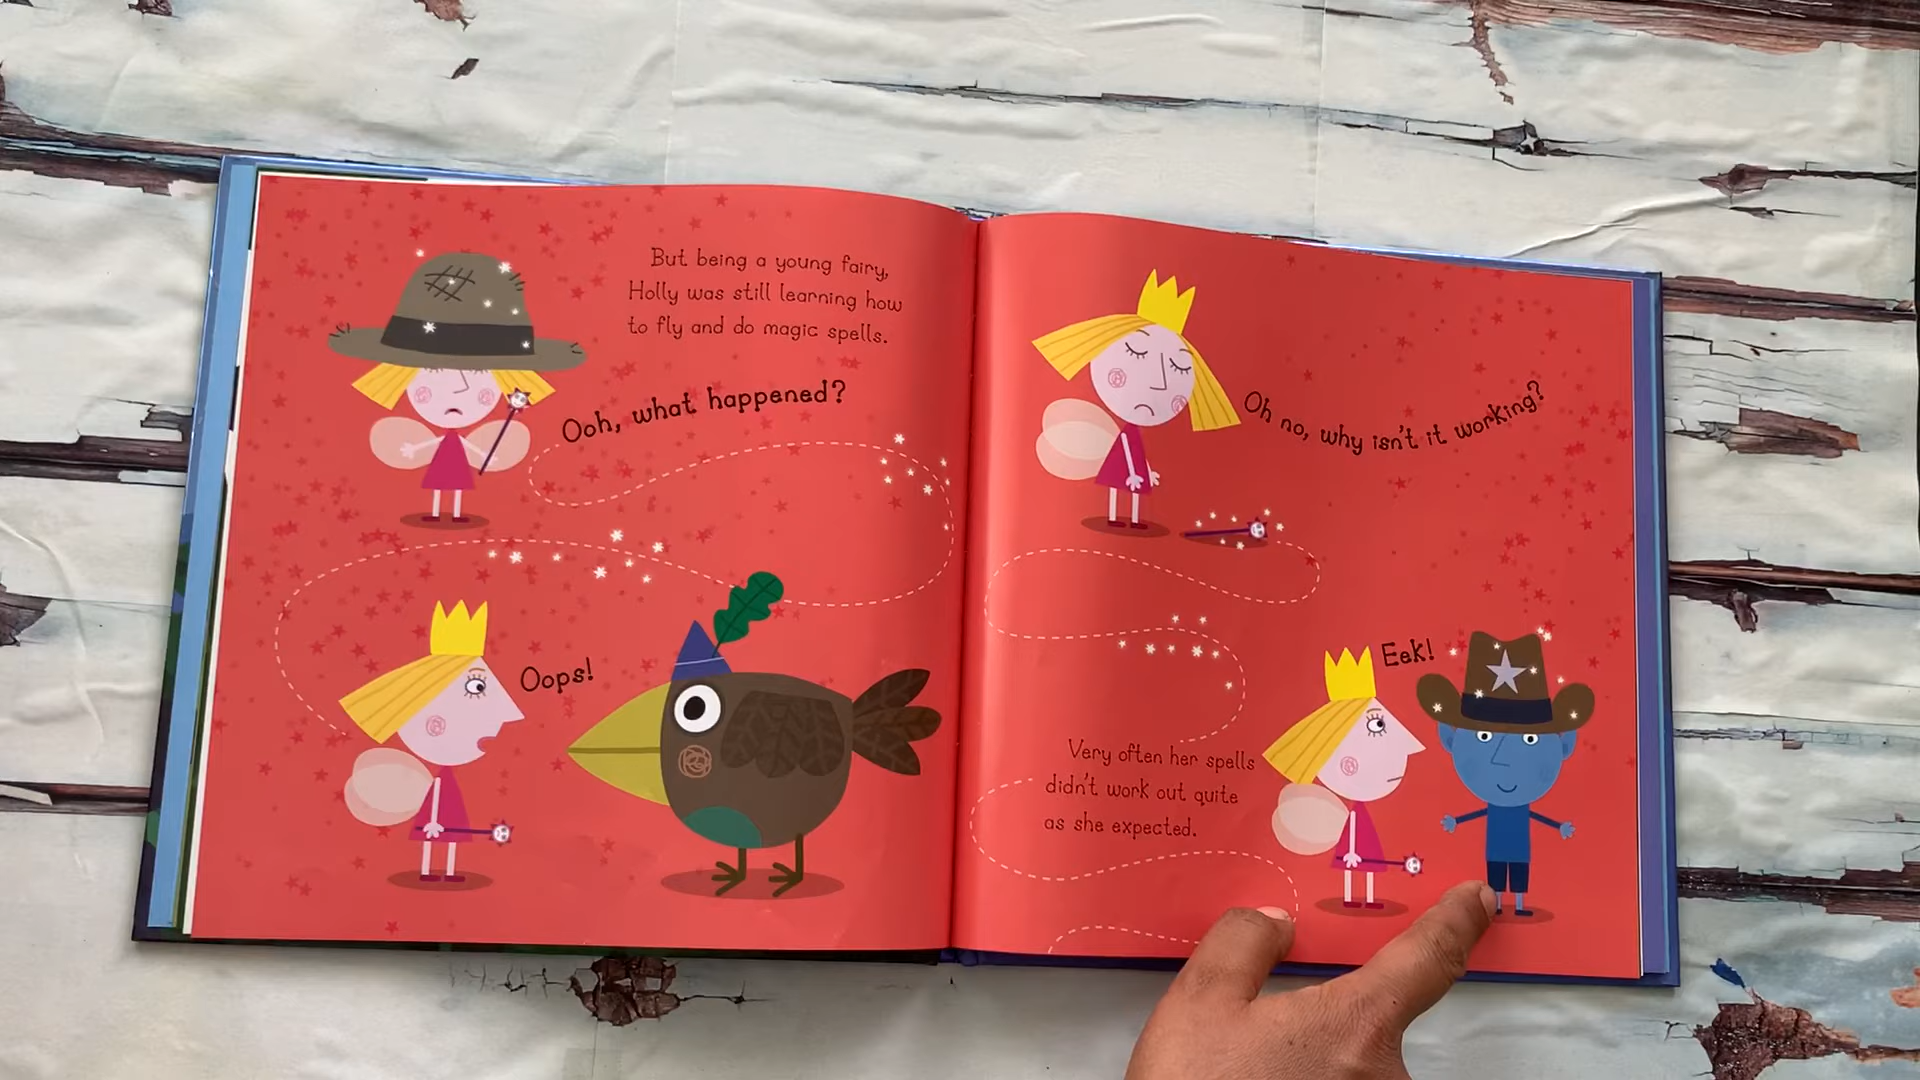 But being a young fairy,
Holly was still learning how
to fly and do magic spells.
Ooh, what happened?
Oops!
Oh no, why isn't it working?
Eek!
Very often her spells
didn't work out quite
as she expected.